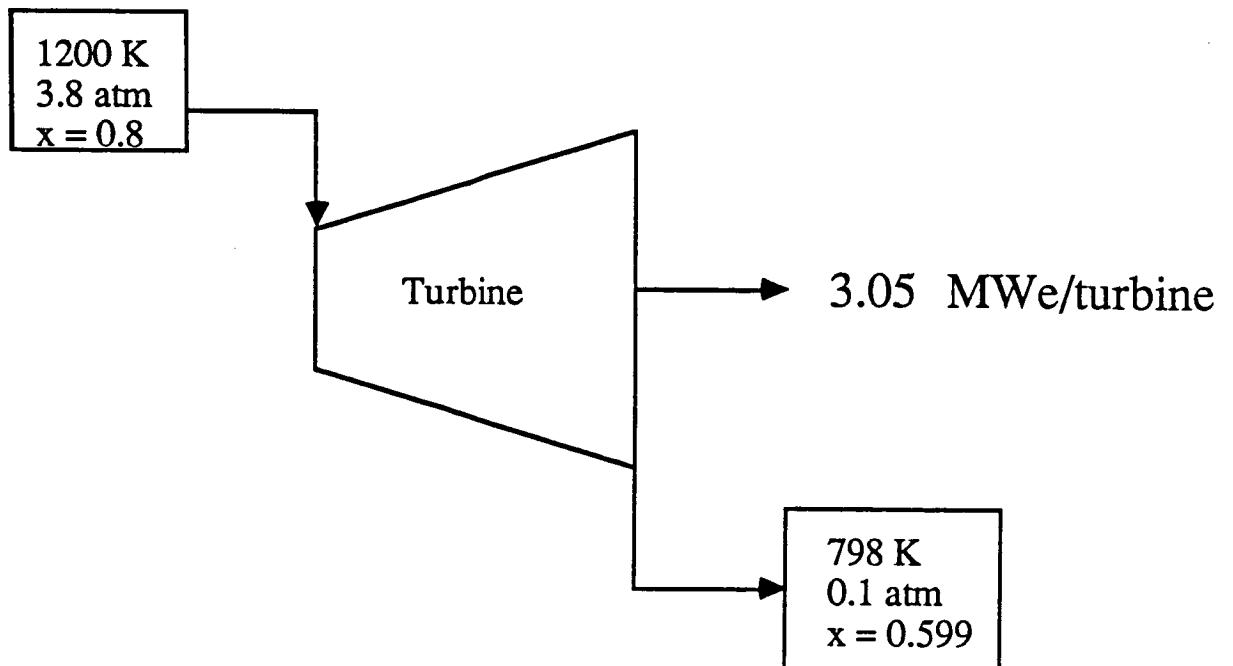 1200 K
3.8 atm
x = 0.8
Turbine
3.05 MWe/turbine
798 K
0.1 atm
x = 0.599